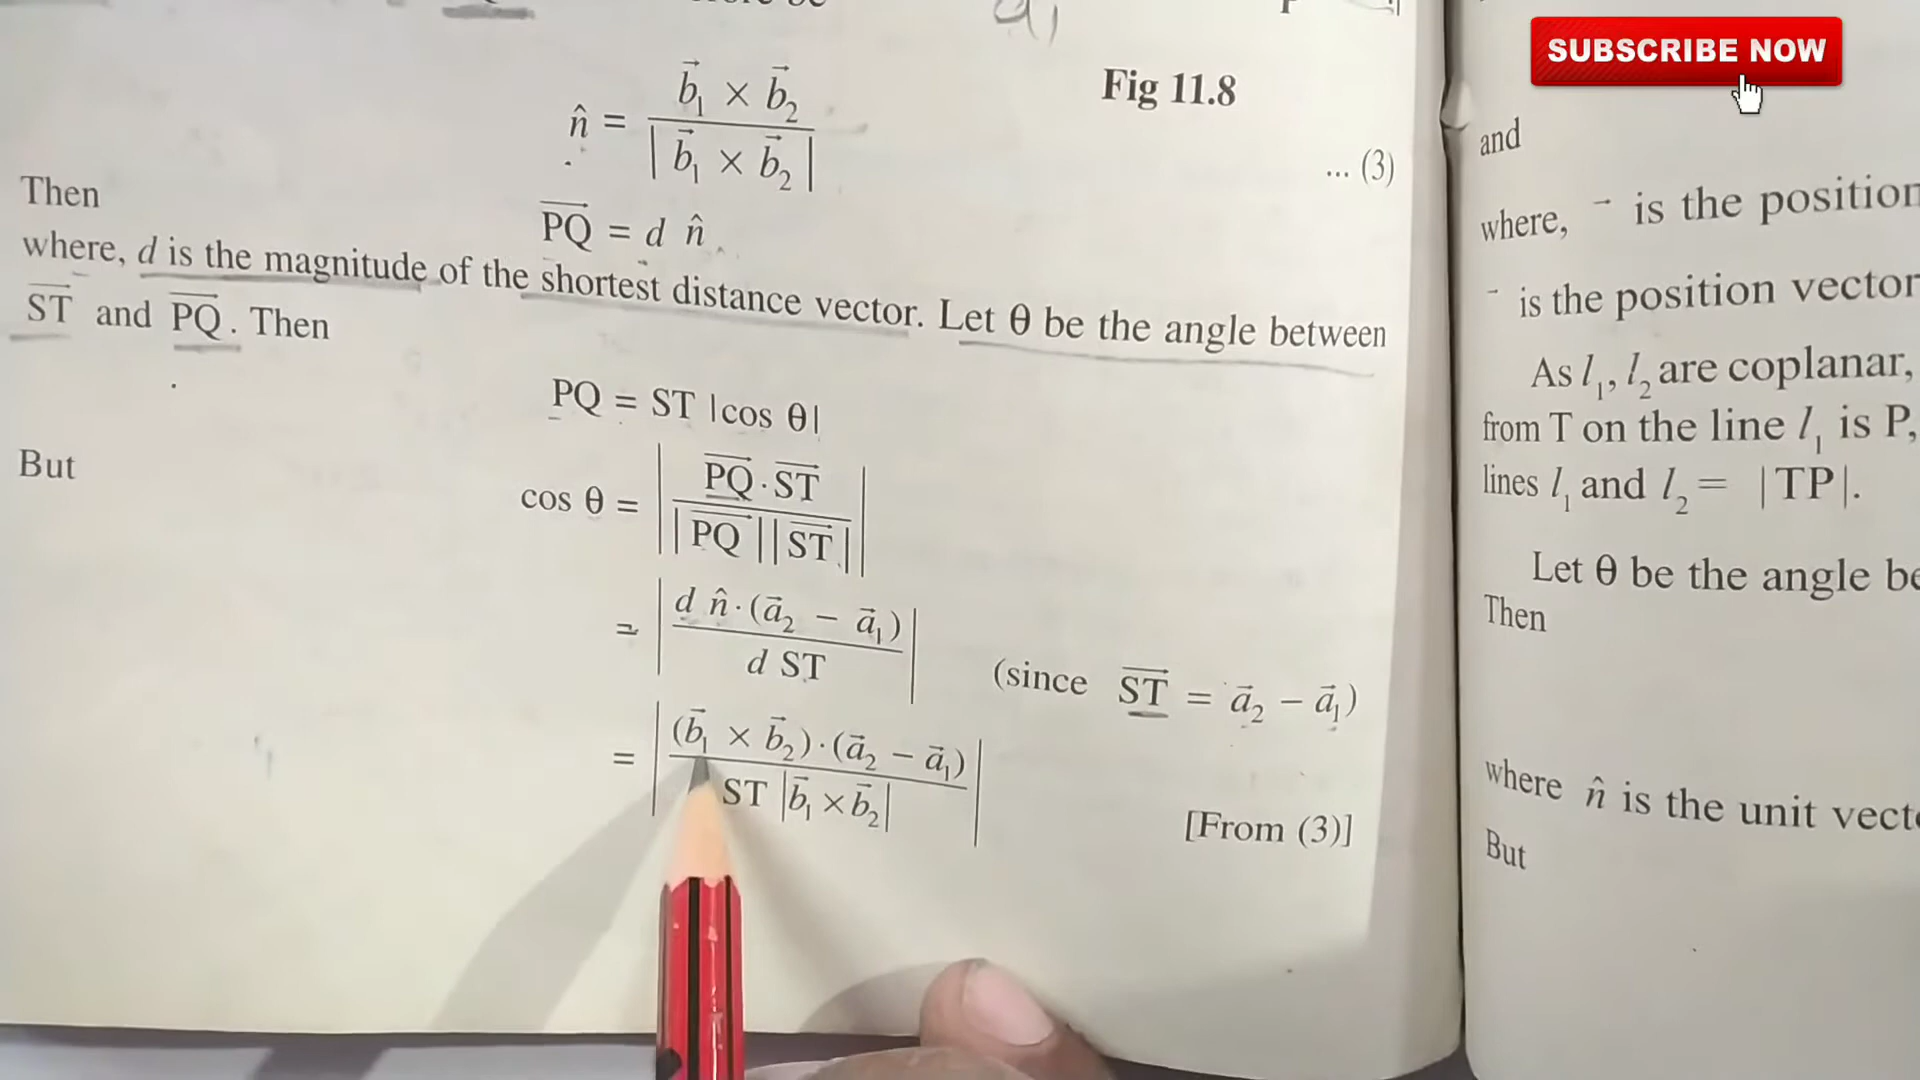 n̂ = (b⃗₁ × b⃗₂) / |b⃗₁ × b⃗₂|
Fig 11.8
... (3)
Then
PQ⃗ = d n̂
where, d is the magnitude of the shortest distance vector. Let θ be the angle between
ST⃗ and PQ⃗. Then
PQ = ST |cos θ|
But
cos θ = | PQ⃗ · ST⃗ / |PQ⃗| |ST⃗| |
= | d n̂ · (a⃗₂ − a⃗₁) / d ST | (since ST⃗ = a⃗₂ − a⃗₁)
= | (b⃗₁ × b⃗₂) · (a⃗₂ − a⃗₁) / ST |b⃗₁ × b⃗₂| |
[From (3)]
SUBSCRIBE NOW
and
where, is the position
is the position vector
As l₁, l₂ are coplanar,
from T on the line l₁ is P,
lines l₁ and l₂ = |TP|.
Let θ be the angle be
Then
where n̂ is the unit vect
But